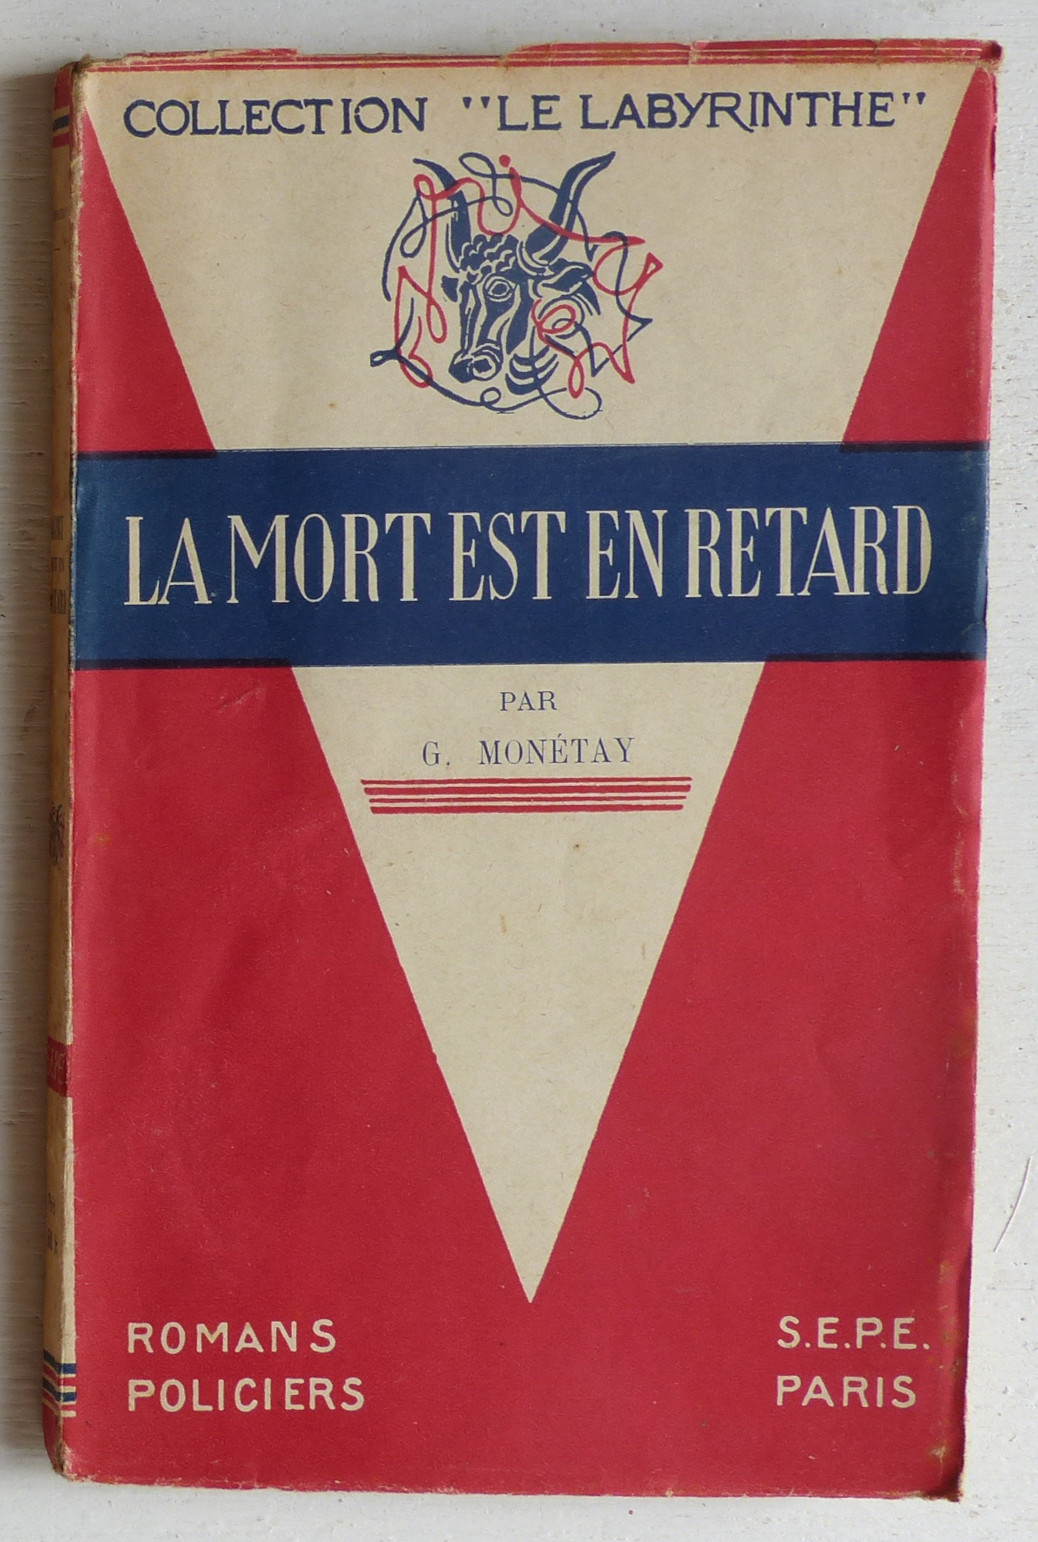 COLLECTION "LE LABYRINTHE"
LA MORT EST EN RETARD
PAR
G. MONÉTAY
ROMANS
POLICIERS
S.E.P.E.
PARIS